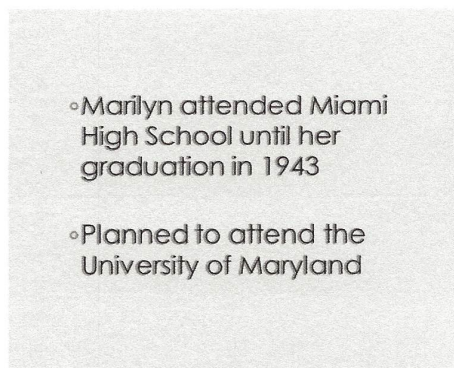 ◦Marilyn attended Miami
High School until her
graduation in 1943
◦Planned to attend the
University of Maryland